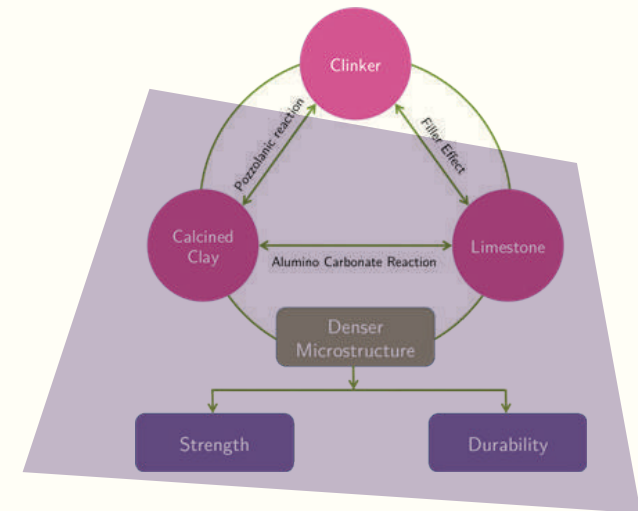 Clinker
Pozzolanic reaction
Filler Effect
Calcined
Clay
Limestone
Alumino Carbonate Reaction
Denser
Microstructure
Strength
Durability